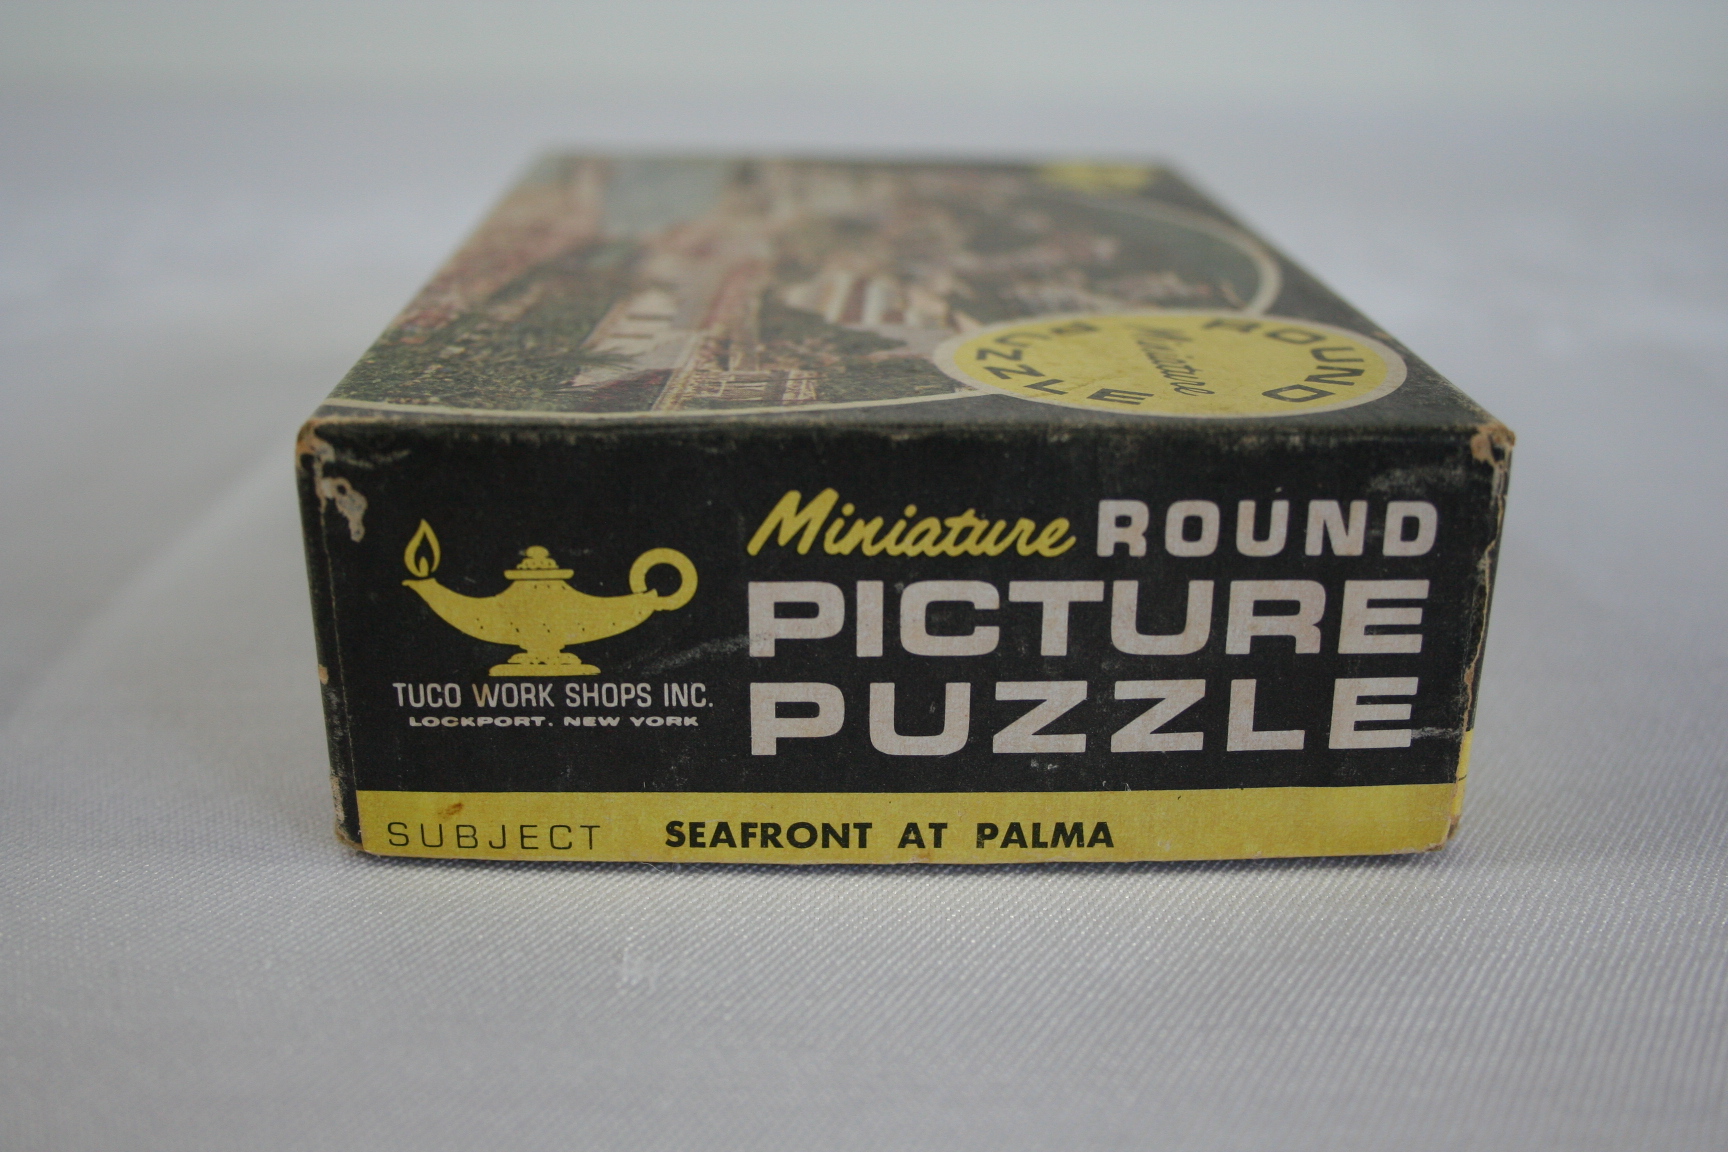 ROUND
Miniature
PUZZLE
Miniature ROUND
PICTURE
PUZZLE
TUCO WORK SHOPS INC.
LOCKPORT. NEW YORK
SUBJECT SEAFRONT AT PALMA